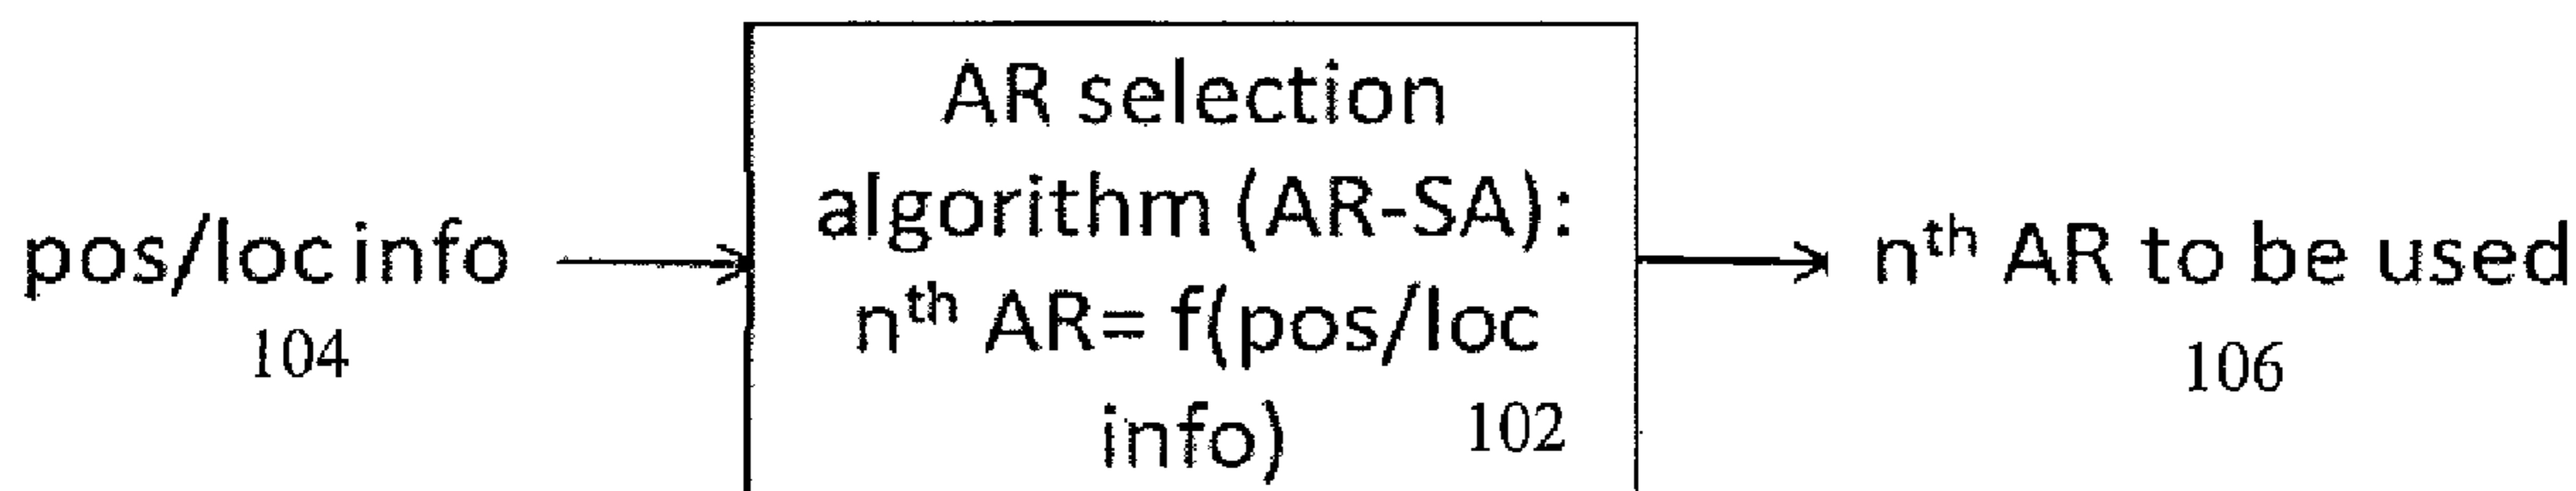 pos/loc info
104
AR selection
algorithm (AR-SA):
nth AR= f(pos/loc
info)
102
nth AR to be used
106